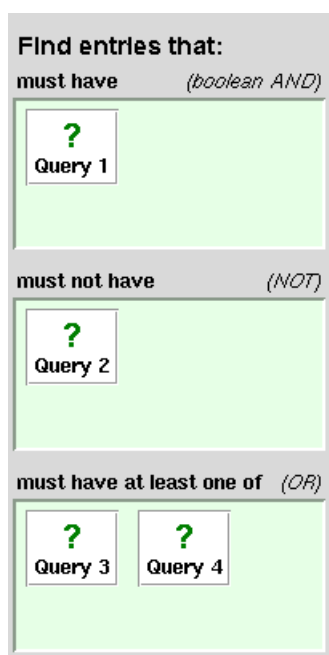 Find entries that:
must have (boolean AND)
?
Query 1
must not have (NOT)
?
Query 2
must have at least one of (OR)
? ?
Query 3 Query 4